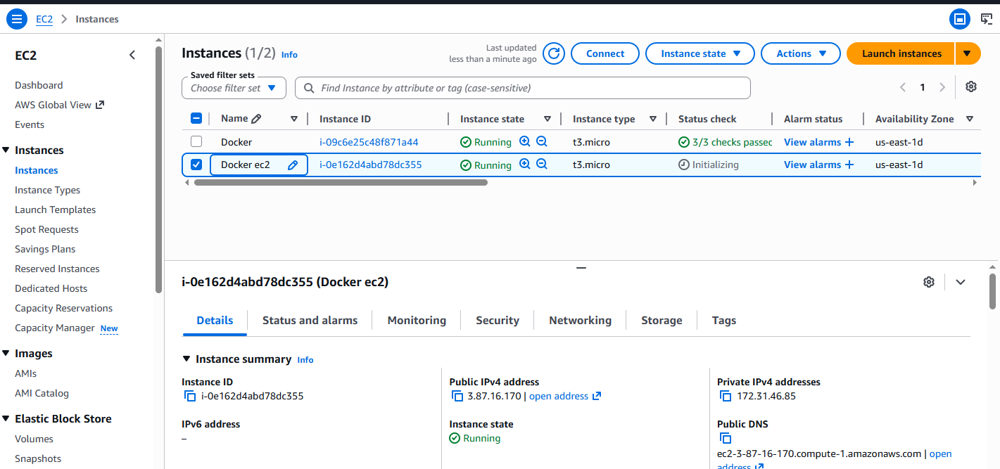 EC2 > Instances
EC2
Dashboard
AWS Global View
Events
Instances
Instances
Instance Types
Launch Templates
Spot Requests
Savings Plans
Reserved Instances
Dedicated Hosts
Capacity Reservations
Capacity Manager New
Images
AMIs
AMI Catalog
Elastic Block Store
Volumes
Snapshots
Instances (1/2) Info
Last updated
less than a minute ago
Connect
Instance state
Actions
Launch instances
Saved filter sets
Choose filter set
Find Instance by attribute or tag (case-sensitive)
1
Name Instance ID Instance state Instance type Status check Alarm status Availability Zone
Docker i-09c6e25c48f871a44 Running t3.micro 3/3 checks passec View alarms + us-east-1d
Docker ec2 i-0e162d4abd78dc355 Running t3.micro Initializing View alarms + us-east-1d
i-0e162d4abd78dc355 (Docker ec2)
Details Status and alarms Monitoring Security Networking Storage Tags
Instance summary Info
Instance ID
i-0e162d4abd78dc355
IPv6 address
–
Public IPv4 address
3.87.16.170 | open address
Instance state
Running
Private IPv4 addresses
172.31.46.85
Public DNS
ec2-3-87-16-170.compute-1.amazonaws.com | open
address